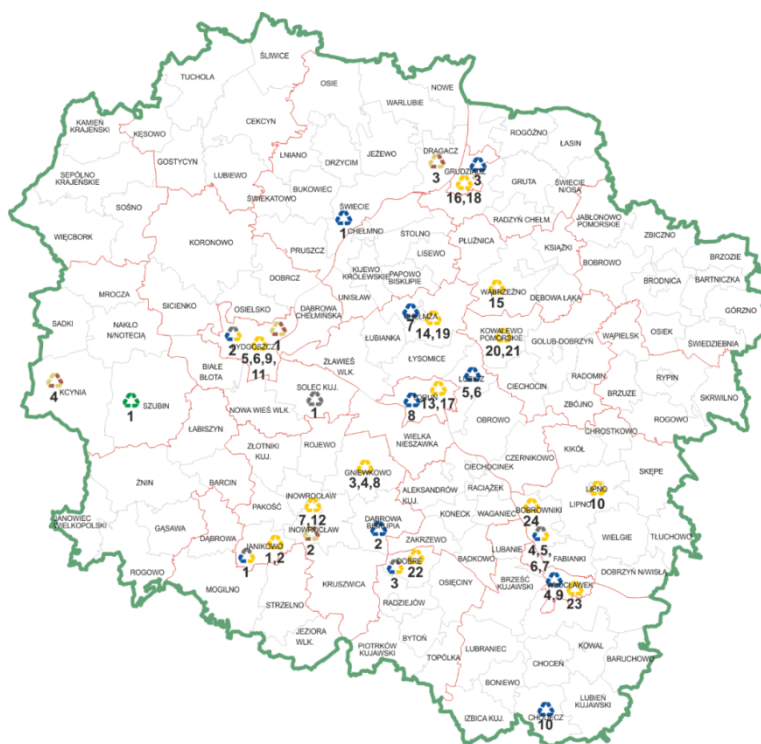 ŚLIWICE
TUCHOLA
OSIE
NOWE
WARLUBIE
KAMIEŃ
KRAJEŃSKI
KĘSOWO
CEKCYN
ROGÓŹNO
ŁASIN
DRAGACZ
3
GRUDZIĄDZ
3
16,18
LNIANO
DRZYCIM
JEŻEWO
GOSTYCYN
LUBIEWO
SĘPÓLNO
KRAJEŃSKIE
BUKOWIEC
ŚWIEKATOWO
ŚWIECIE
1
GRUTA
ŚWIECIE
N/OSĄ
SOŚNO
CHEŁMNO
STOLNO
RADZYŃ CHEŁM.
JABŁONOWO
POMORSKIE
ZBICZNO
WIĘCBORK
KORONOWO
PRUSZCZ
LISEWO
PŁUŻNICA
KSIĄŻKI
BOBROWO
BRZOZIE
KIJEWO
KRÓLEWSKIE
PAPOWO
BISKUPIE
BRODNICA
BARTNICZKA
DOBRCZ
WĄBRZEŹNO
15
DĘBOWA ŁĄKA
GÓRZNO
MROCZA
UNISŁAW
SICIENKO
OSIELSKO
DĄBROWA
CHEŁMIŃSKA
CHEŁMŻA
7
14,19
SADKI
NAKŁO
N/NOTECIĄ
2
BYDGOSZCZ
1
5,6,9,
11
ŁUBIANKA
KOWALEWO
POMORSKIE
20,21
GOLUB-DOBRZYŃ
WĄPIELSK
OSIEK
ŚWIEDZIEBNIA
ZŁAWIEŚ
WLK.
ŁYSOMICE
BIAŁE
BŁOTA
LUBICZ
5,6
CIECHOCIN
RADOMIN
RYPIN
KCYNIA
4
SZUBIN
1
SOLEC KUJ.
1
TORUŃ
8
13,17
ZBÓJNO
BRZUZE
SKRWILNO
NOWA WIEŚ WLK.
OBROWO
ROGOWO
ŁABISZYN
WIELKA
NIESZAWKA
CHROSTKOWO
ZŁOTNIKI
KUJ.
ROJEWO
CZERNIKOWO
KIKÓŁ
CIECHOCINEK
SKĘPE
GNIEWKOWO
3,4,8
RACIĄŻEK
ŻNIN
BARCIN
ALEKSANDRÓW
KUJ.
LIPNO
10
LIPNO
PAKOŚĆ
INOWROCŁAW
7,12
KONECK
WAGANIEC
BOBROWNIKI
24
JANOWIEC
WIELKOPOLSKI
GĄSAWA
DĄBROWA
JANIKOWO
1,2
INOWROCŁAW
2
DĄBROWA
BISKUPIA
2
ZAKRZEWO
WIELGIE
TŁUCHOWO
LUBANIE
4,5,
6,7
FABIANKI
1
DOBRE
3
22
BĄDKOWO
DOBRZYŃ N/WISŁĄ
ROGOWO
MOGILNO
KRUSZWICA
OSIĘCINY
BRZEŚĆ
KUJAWSKI
WŁOCŁAWEK
4,9
23
STRZELNO
RADZIEJÓW
JEZIORA
WLK.
BYTOŃ
PIOTRKÓW
KUJAWSKI
TOPÓLKA
LUBRANIEC
KOWAL
CHOCEŃ
BARUCHOWO
BONIEWO
LUBIEŃ
KUJAWSKI
IZBICA KUJ.
CHODECZ
10